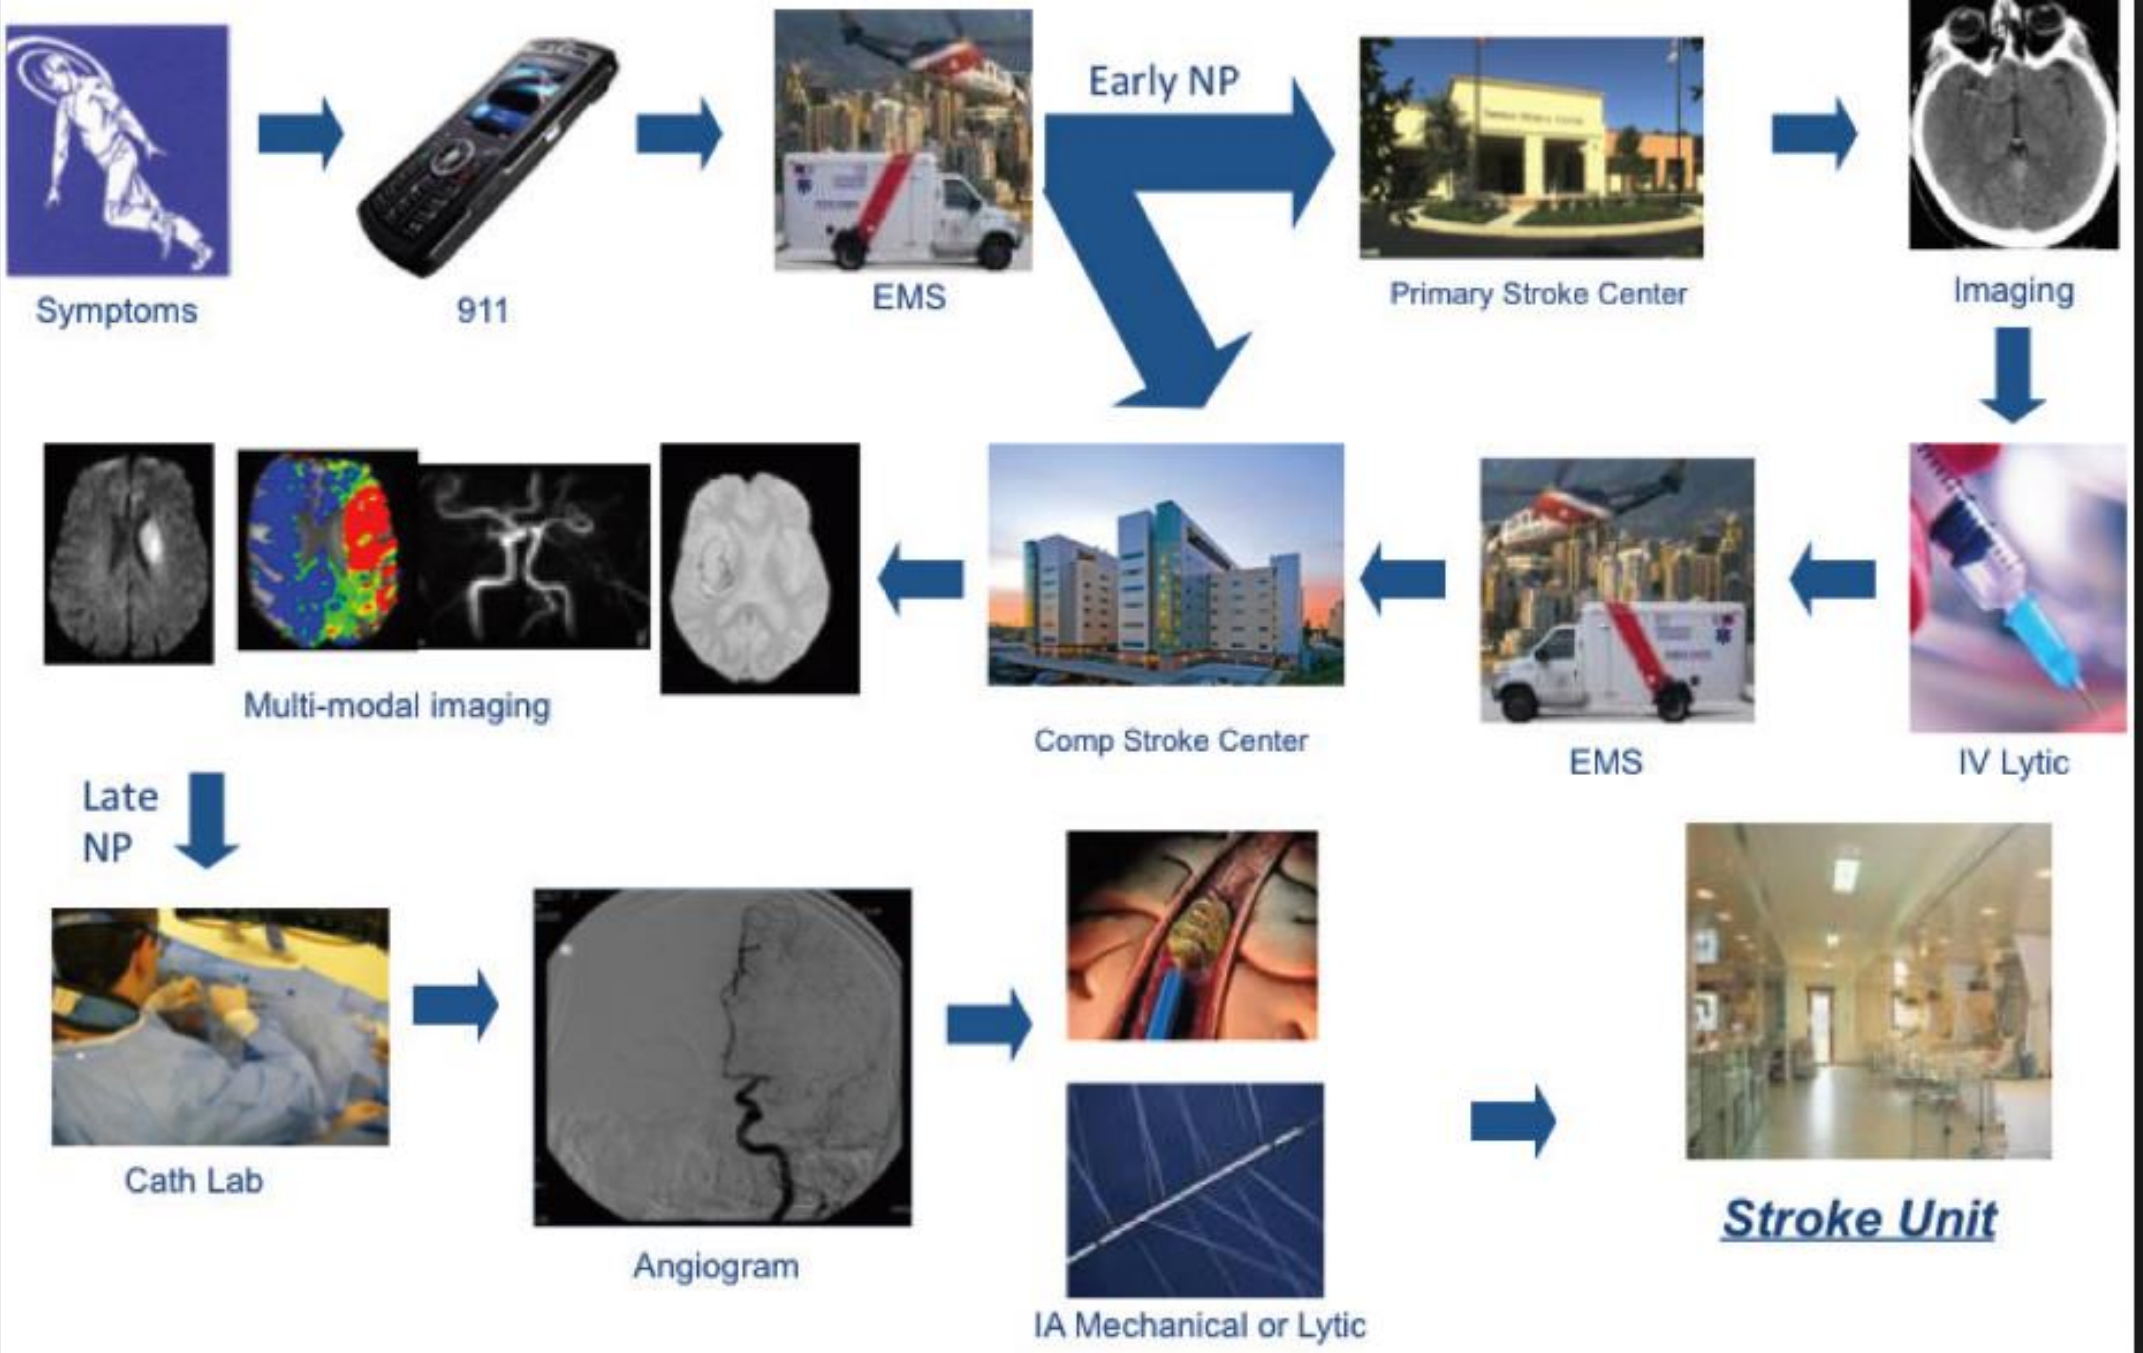 Early NP
Symptoms
911
EMS
Primary Stroke Center
Imaging
Multi-modal imaging
Comp Stroke Center
EMS
IV Lytic
Late
NP
Cath Lab
Angiogram
IA Mechanical or Lytic
Stroke Unit